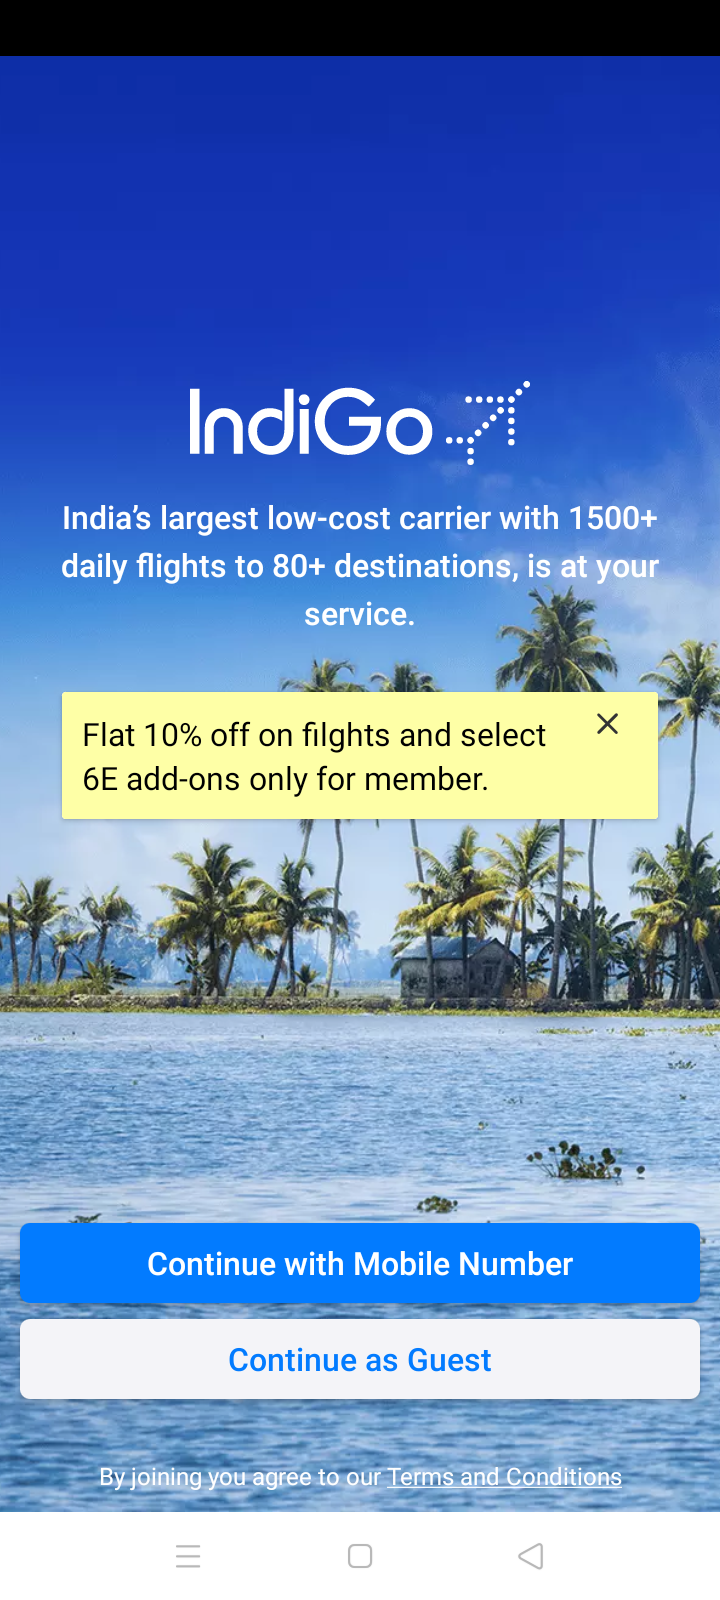 IndiGo
India’s largest low-cost carrier with 1500+
daily flights to 80+ destinations, is at your
service.
Flat 10% off on filghts and select
6E add-ons only for member.
Continue with Mobile Number
Continue as Guest
By joining you agree to our Terms and Conditions